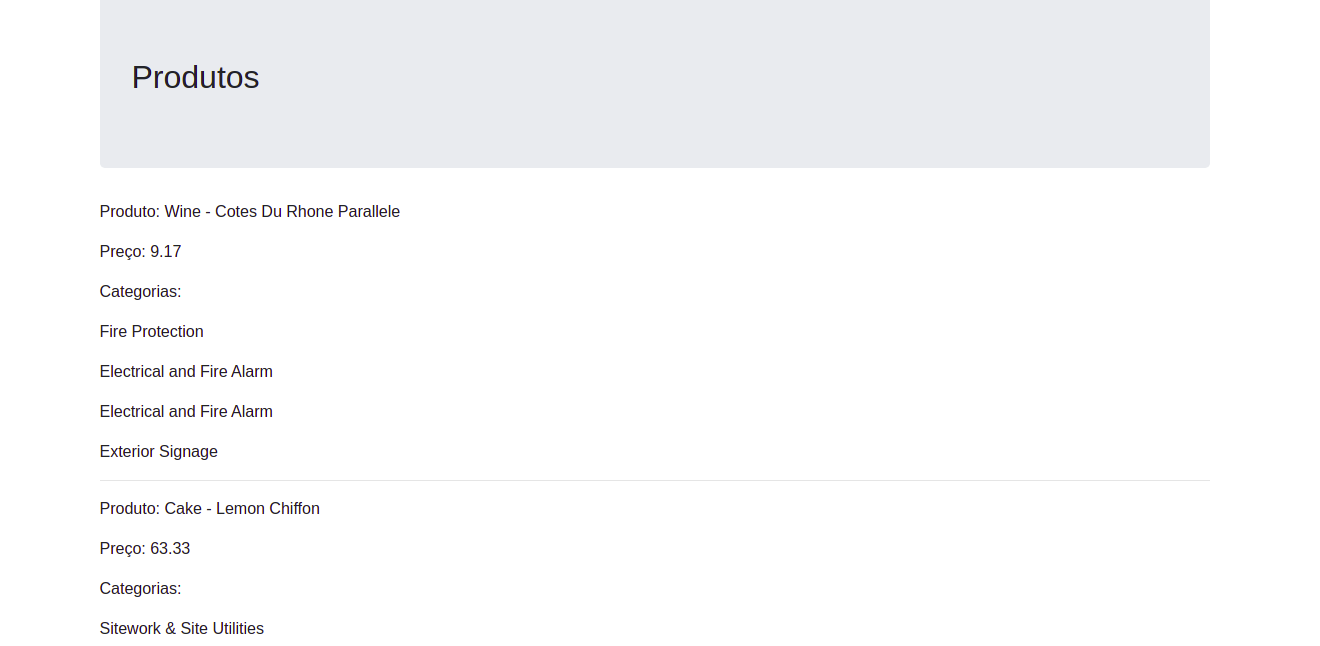 Produtos
Produto: Wine - Cotes Du Rhone Parallele
Preço: 9.17
Categorias:
Fire Protection
Electrical and Fire Alarm
Electrical and Fire Alarm
Exterior Signage
Produto: Cake - Lemon Chiffon
Preço: 63.33
Categorias:
Sitework & Site Utilities